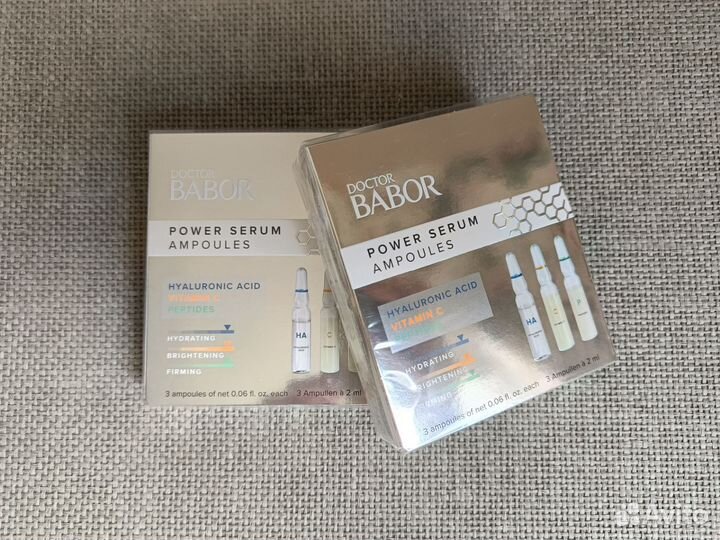 DOCTOR
BABOR
POWER SERUM
AMPOULES
HYALURONIC ACID
VITAMIN C
PEPTIDES
HYDRATING
BRIGHTENING
FIRMING
HA
C
3 ampoules of net 0.06 fl. oz. each 3 Ampullen à 2 ml
DOCTOR
BABOR
POWER SERUM
AMPOULES
HYALURONIC ACID
VITAMIN C
HYDRATING
BRIGHTENING
FIRMING
HA
C
P
3 ampoules of net 0.06 fl. oz. each 3 Ampullen à 2 ml
Avito